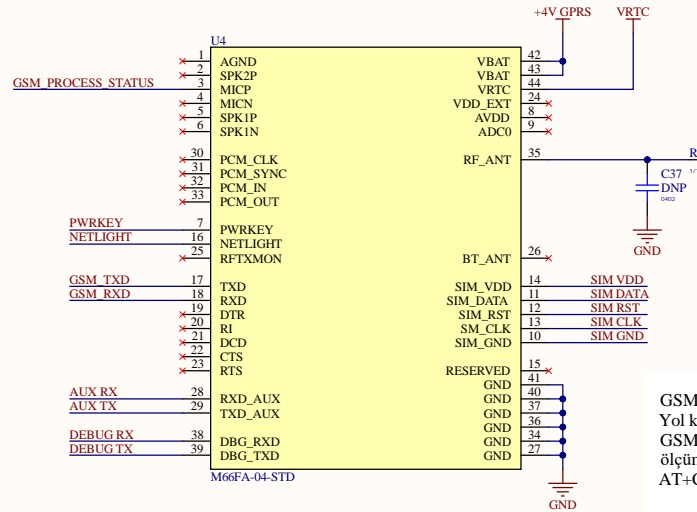 +4V GPRS
VRTC
U4
1 AGND
2 SPK2P
GSM_PROCESS_STATUS 3 MICP
4 MICN
5 SPK1P
6 SPK1N
30 PCM_CLK
31 PCM_SYNC
32 PCM_IN
33 PCM_OUT
PWRKEY 7 PWRKEY
NETLIGHT 16 NETLIGHT
25 RFTXMON
GSM_TXD 17 TXD
GSM_RXD 18 RXD
19 DTR
20 RI
21 DCD
22 CTS
23 RTS
AUX RX 28 RXD_AUX
AUX TX 29 TXD_AUX
DEBUG RX 38 DBG_RXD
DEBUG TX 39 DBG_TXD
VBAT 42
VBAT 43
VRTC 44
VDD_EXT 24
AVDD 8
ADC0 9
RF_ANT 35
R
C37
DNP
0402
GND
BT_ANT 26
SIM_VDD 14 SIM VDD
SIM_DATA 11 SIM DATA
SIM_RST 12 SIM RST
SM_CLK 13 SIM CLK
SIM_GND 10 SIM GND
RESERVED 15
GND 41
GND 40
GND 37
GND 36
GND 34
GND 27
GND
M66FA-04-STD
GSM
Yol k
GSM
ölçün
AT+C